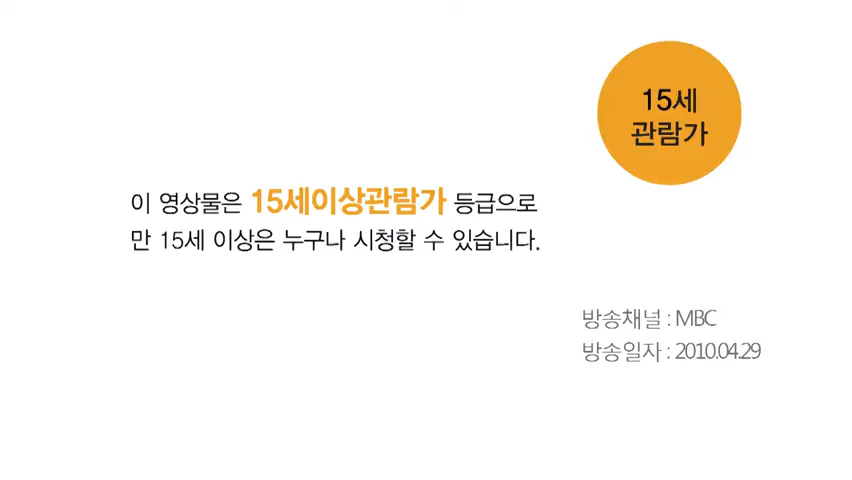 15세
관람가
이 영상물은 15세이상관람가 등급으로
만 15세 이상은 누구나 시청할 수 있습니다.
방송채널 : MBC
방송일자 : 2010.04.29